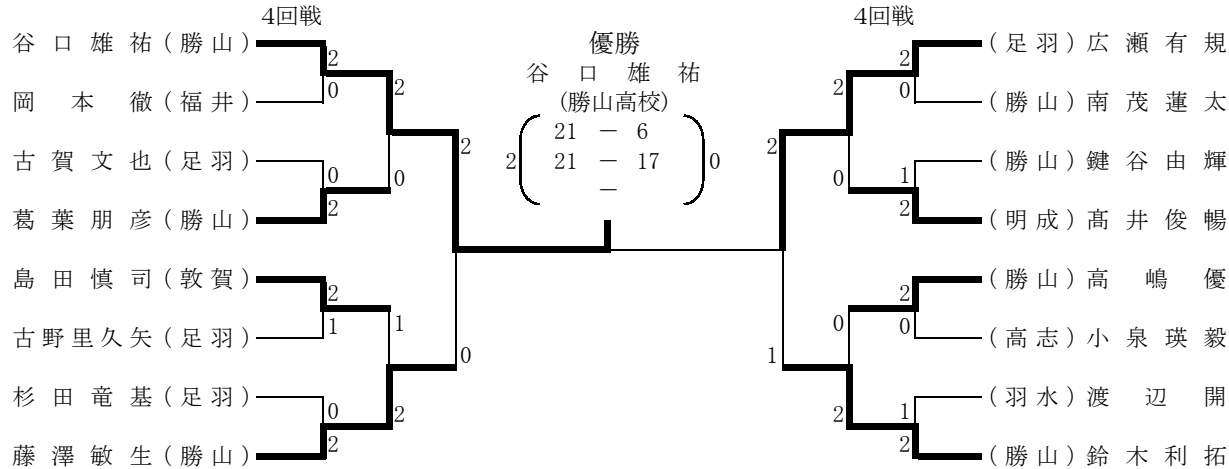 4回戦
4回戦
谷口雄祐(勝山)
2
0
岡本徹(福井)
2
古賀文也(足羽)
0
2
0
葛葉朋彦(勝山)
2
島田慎司(敦賀)
2
1
古野里久矢(足羽)
1
0
杉田竜基(足羽)
0
2
2
藤澤敏生(勝山)
優勝
谷口雄祐
(勝山高校)
21 － 6
2 21 － 17 0
－
(足羽)広瀬有規
2
0
(勝山)南茂蓮太
2
(勝山)鍵谷由輝
1
2
0
(明成)髙井俊暢
2
(勝山)高嶋優
2
0
(高志)小泉瑛毅
0
1
(羽水)渡辺開
1
2
2
(勝山)鈴木利拓